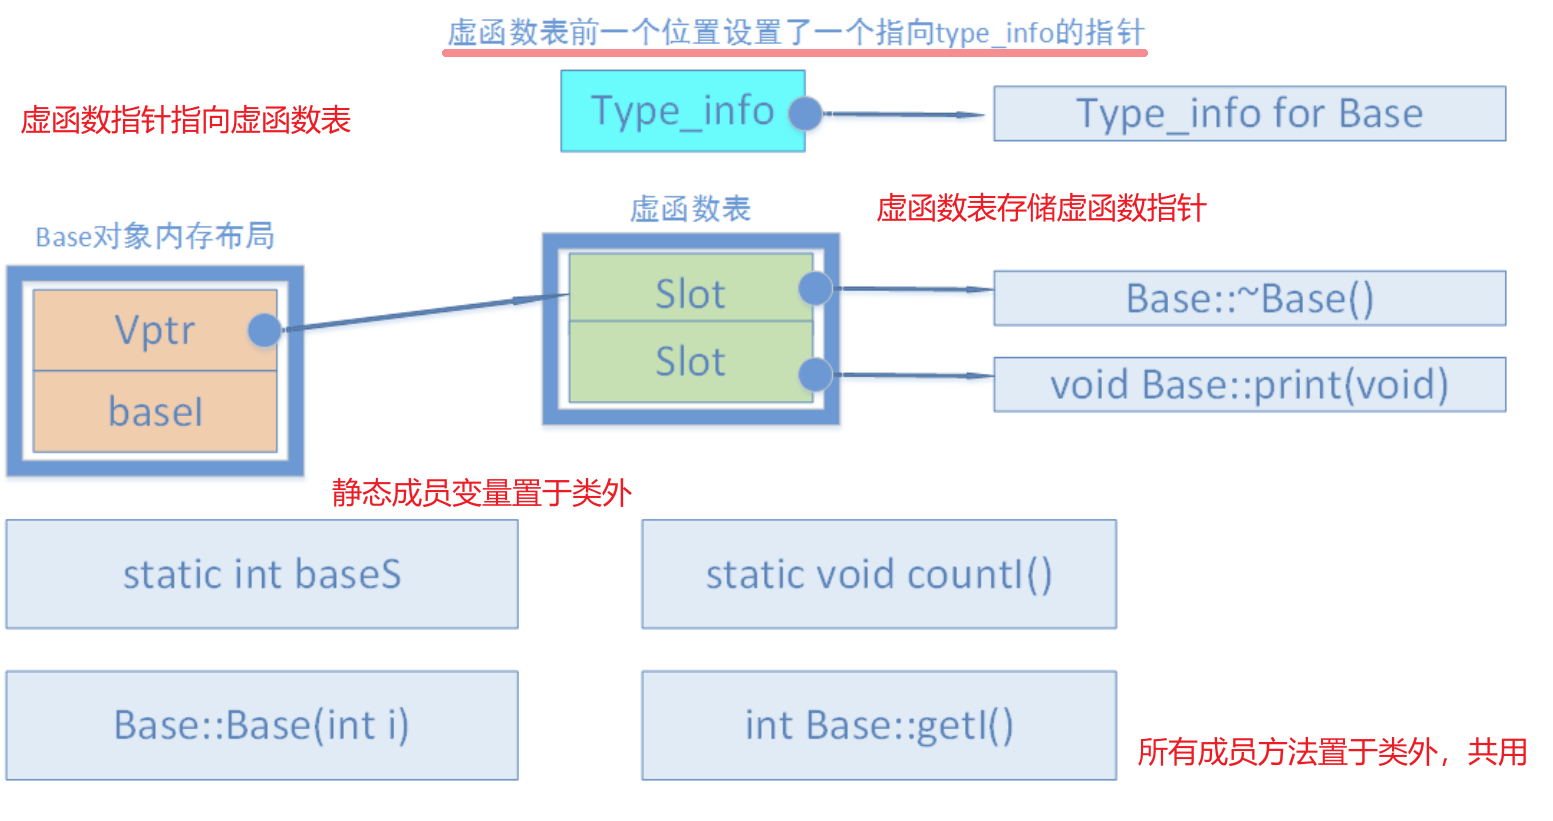 虚函数表前一个位置设置了一个指向type_info的指针
Type_info
Type_info for Base
虚函数指针指向虚函数表
虚函数表
虚函数表存储虚函数指针
Base对象内存布局
Vptr
baseI
Slot
Slot
Base::~Base()
void Base::print(void)
静态成员变量置于类外
static int baseS
static void countI()
Base::Base(int i)
int Base::getI()
所有成员方法置于类外，共用